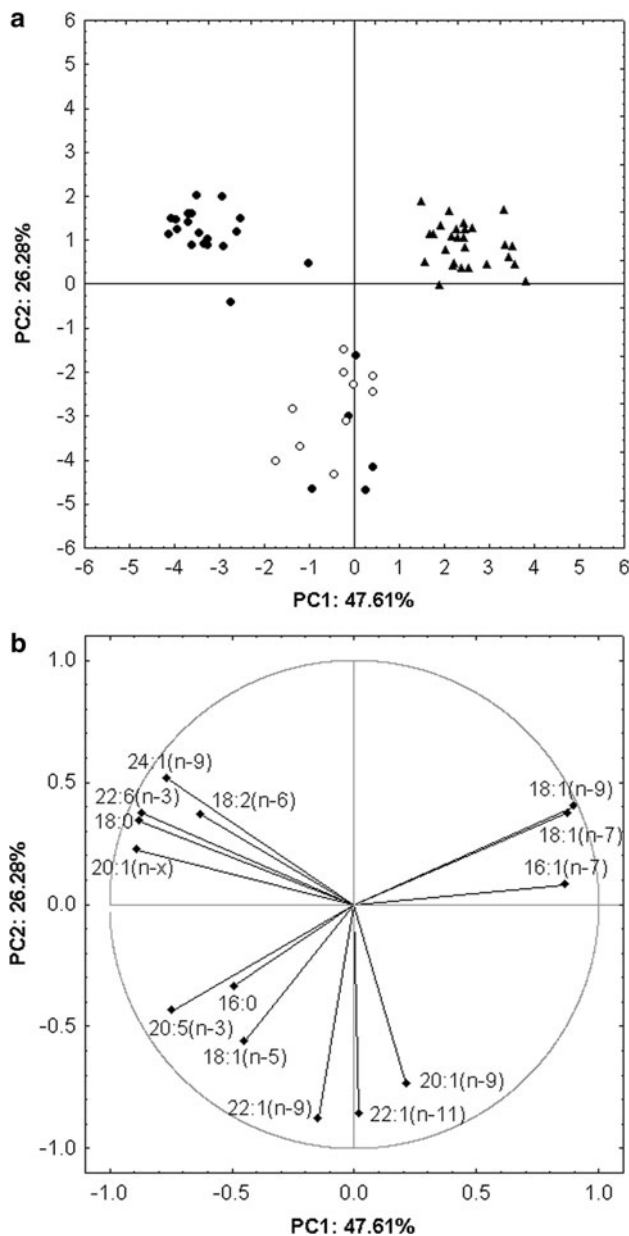 a
6
5
4
3
2
1
0
-1
-2
-3
-4
-5
-6
PC2: 26.28%
-6 -5 -4 -3 -2 -1 0 1 2 3 4 5 6
PC1: 47.61%
b
1.0
0.5
0.0
-0.5
-1.0
PC2: 26.28%
24:1(n-9)
22:6(n-3)
18:2(n-6)
18:0
20:1(n-x)
18:1(n-9)
18:1(n-7)
16:1(n-7)
16:0
20:5(n-3)
18:1(n-5)
22:1(n-9)
20:1(n-9)
22:1(n-11)
-1.0 -0.5 0.0 0.5 1.0
PC1: 47.61%